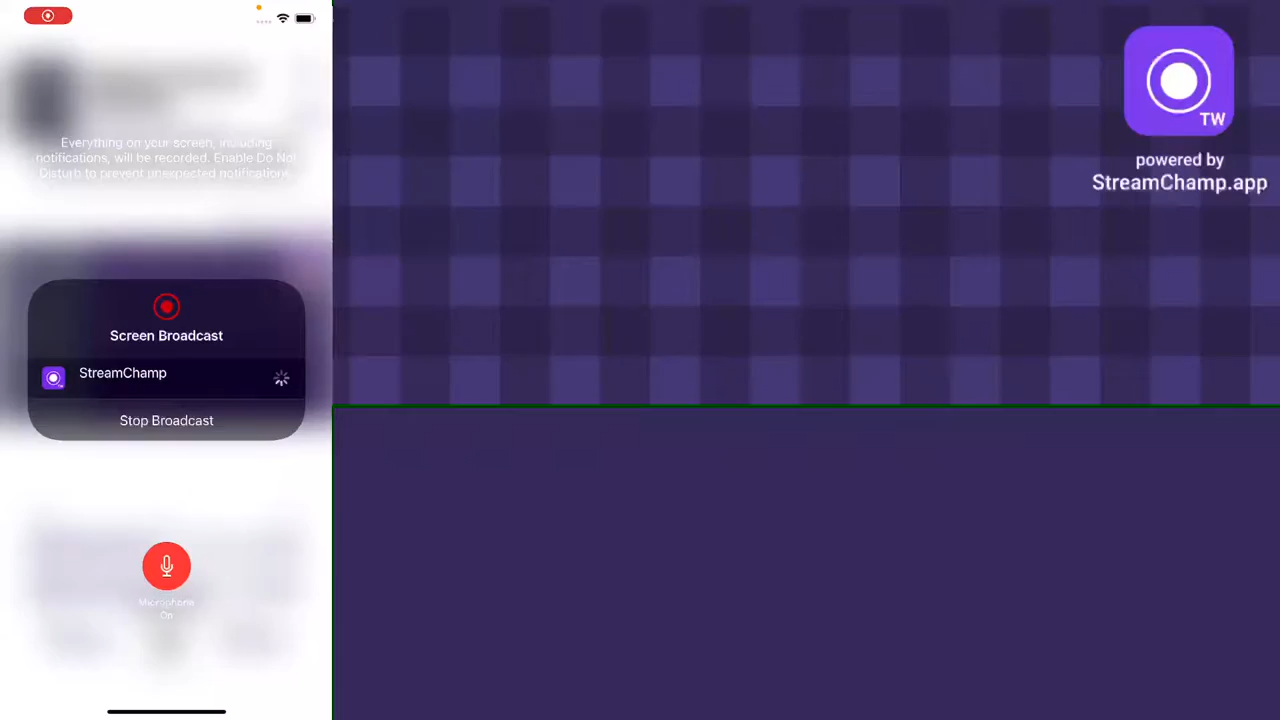 Everything on your screen, including
notifications, will be recorded. Enable Do Not
Disturb to prevent unexpected notifications.
Screen Broadcast
StreamChamp
Stop Broadcast
Microphone
On
TW
powered by
StreamChamp.app